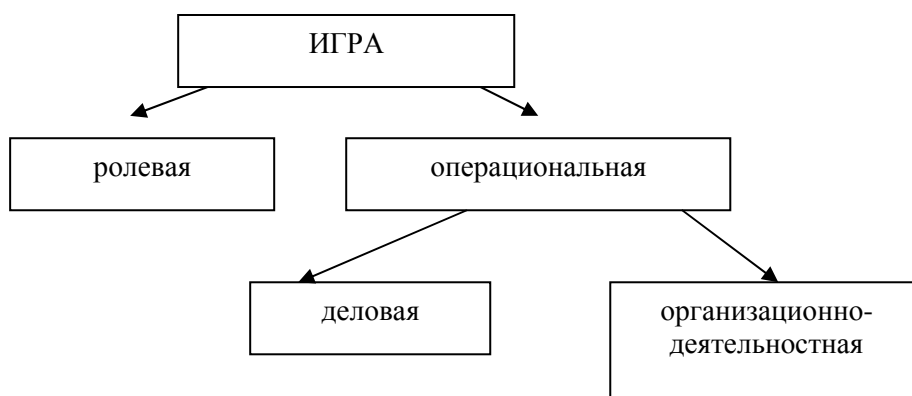 ИГРА
ролевая
операциональная
деловая
организационно-
деятельностная